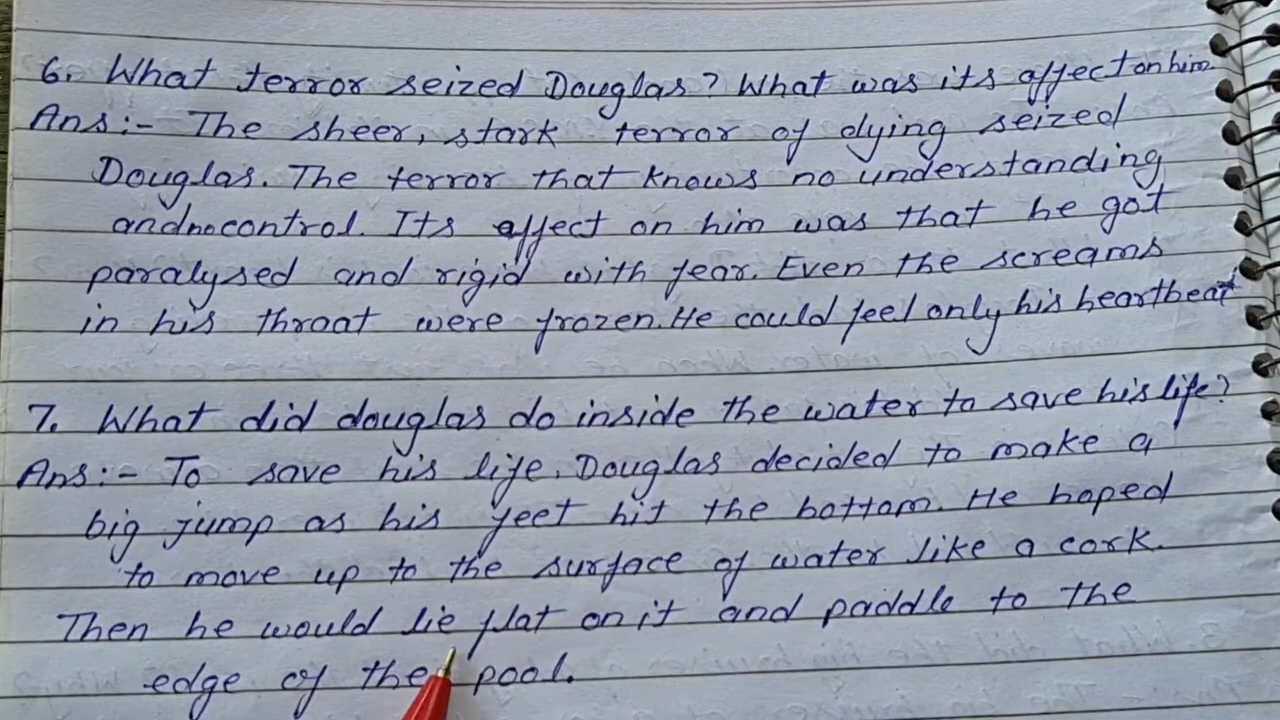 6. What terror seized Douglas? What was its affect on him.
Ans:- The sheer, stark terror of dying seized
Douglas. The terror that knows no understanding
and no control. Its affect on him was that he got
paralysed and rigid with fear. Even the screams
in his throat were frozen. He could feel only his heartbeat
7. What did douglas do inside the water to save his life?
Ans:- To save his life, Douglas decided to make a
big jump as his feet hit the bottom. He hoped
to move up to the surface of water like a cork.
Then he would lie flat on it and paddle to the
edge of the pool.